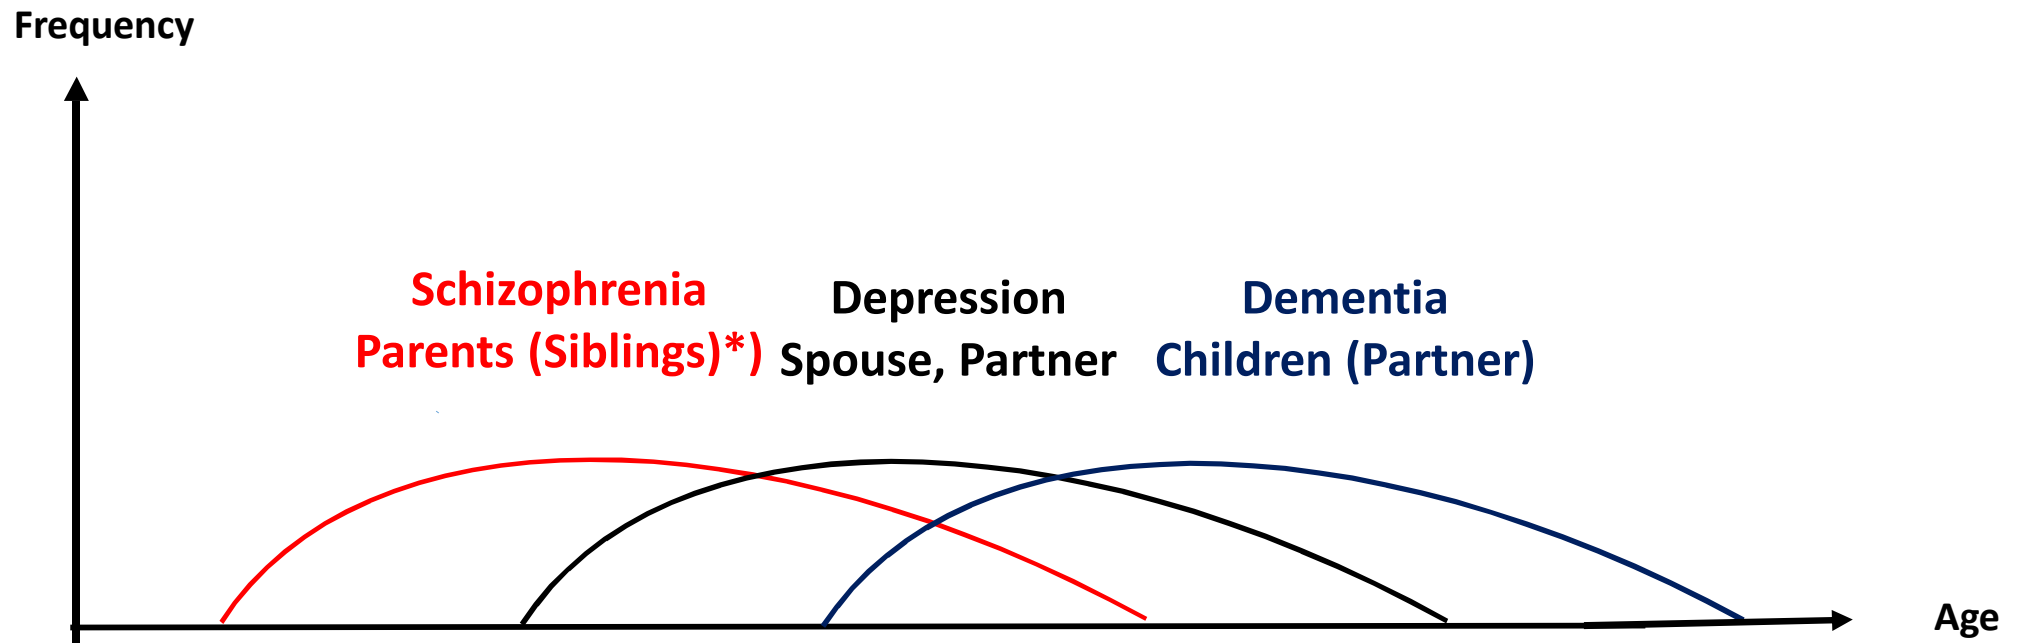 Frequency
Schizophrenia
Parents (Siblings)*)
Depression
Spouse, Partner
Dementia
Children (Partner)
Age